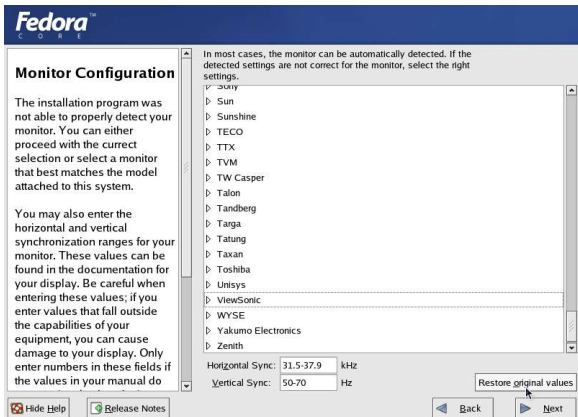 Fedora™
CORE
Monitor Configuration
The installation program was
not able to properly detect your
monitor. You can either
proceed with the currect
selection or select a monitor
that best matches the model
attached to this system.
You may also enter the
horizontal and vertical
synchronization ranges for your
monitor. These values can be
found in the documentation for
your display. Be careful when
entering these values; if you
enter values that fall outside
the capabilities of your
equipment, you can cause
damage to your display. Only
enter numbers in these fields if
the values in your manual do
In most cases, the monitor can be automatically detected. If the
detected settings are not correct for the monitor, select the right
settings.
Sony
Sun
Sunshine
TECO
TTX
TVM
TW Casper
Talon
Tandberg
Targa
Tatung
Taxan
Toshiba
Unisys
ViewSonic
WYSE
Yakumo Electronics
Zenith
Horizontal Sync: 31.5-37.9 kHz
Vertical Sync: 50-70 Hz
Restore original values
Hide Help
Release Notes
Back
Next